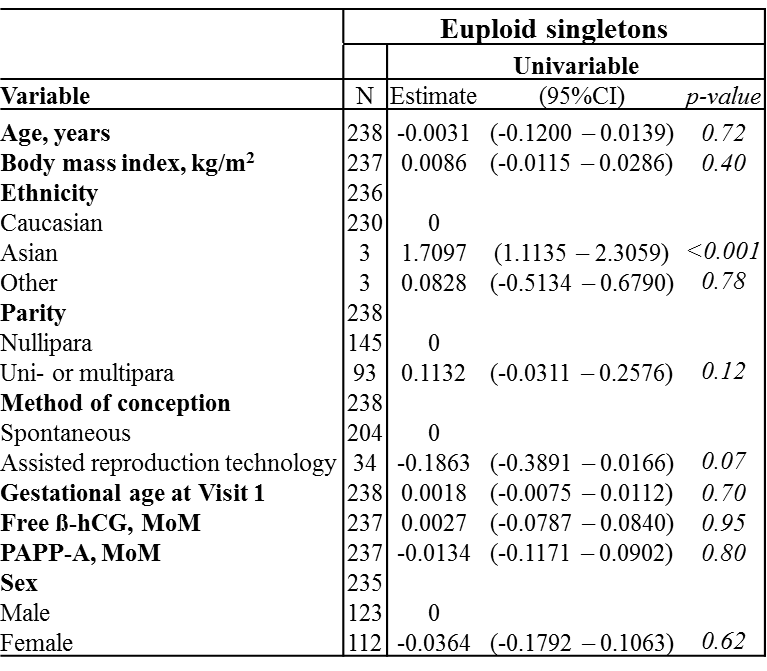 Euploid singletons
Univariable
Variable N Estimate (95%CI) p-value
Age, years 238 -0.0031 (-0.1200 – 0.0139) 0.72
Body mass index, kg/m² 237 0.0086 (-0.0115 – 0.0286) 0.40
Ethnicity 236
Caucasian 230 0
Asian 3 1.7097 (1.1135 – 2.3059) <0.001
Other 3 0.0828 (-0.5134 – 0.6790) 0.78
Parity 238
Nullipara 145 0
Uni- or multipara 93 0.1132 (-0.0311 – 0.2576) 0.12
Method of conception 238
Spontaneous 204 0
Assisted reproduction technology 34 -0.1863 (-0.3891 – 0.0166) 0.07
Gestational age at Visit 1 238 0.0018 (-0.0075 – 0.0112) 0.70
Free ß-hCG, MoM 237 0.0027 (-0.0787 – 0.0840) 0.95
PAPP-A, MoM 237 -0.0134 (-0.1171 – 0.0902) 0.80
Sex 235
Male 123 0
Female 112 -0.0364 (-0.1792 – 0.1063) 0.62